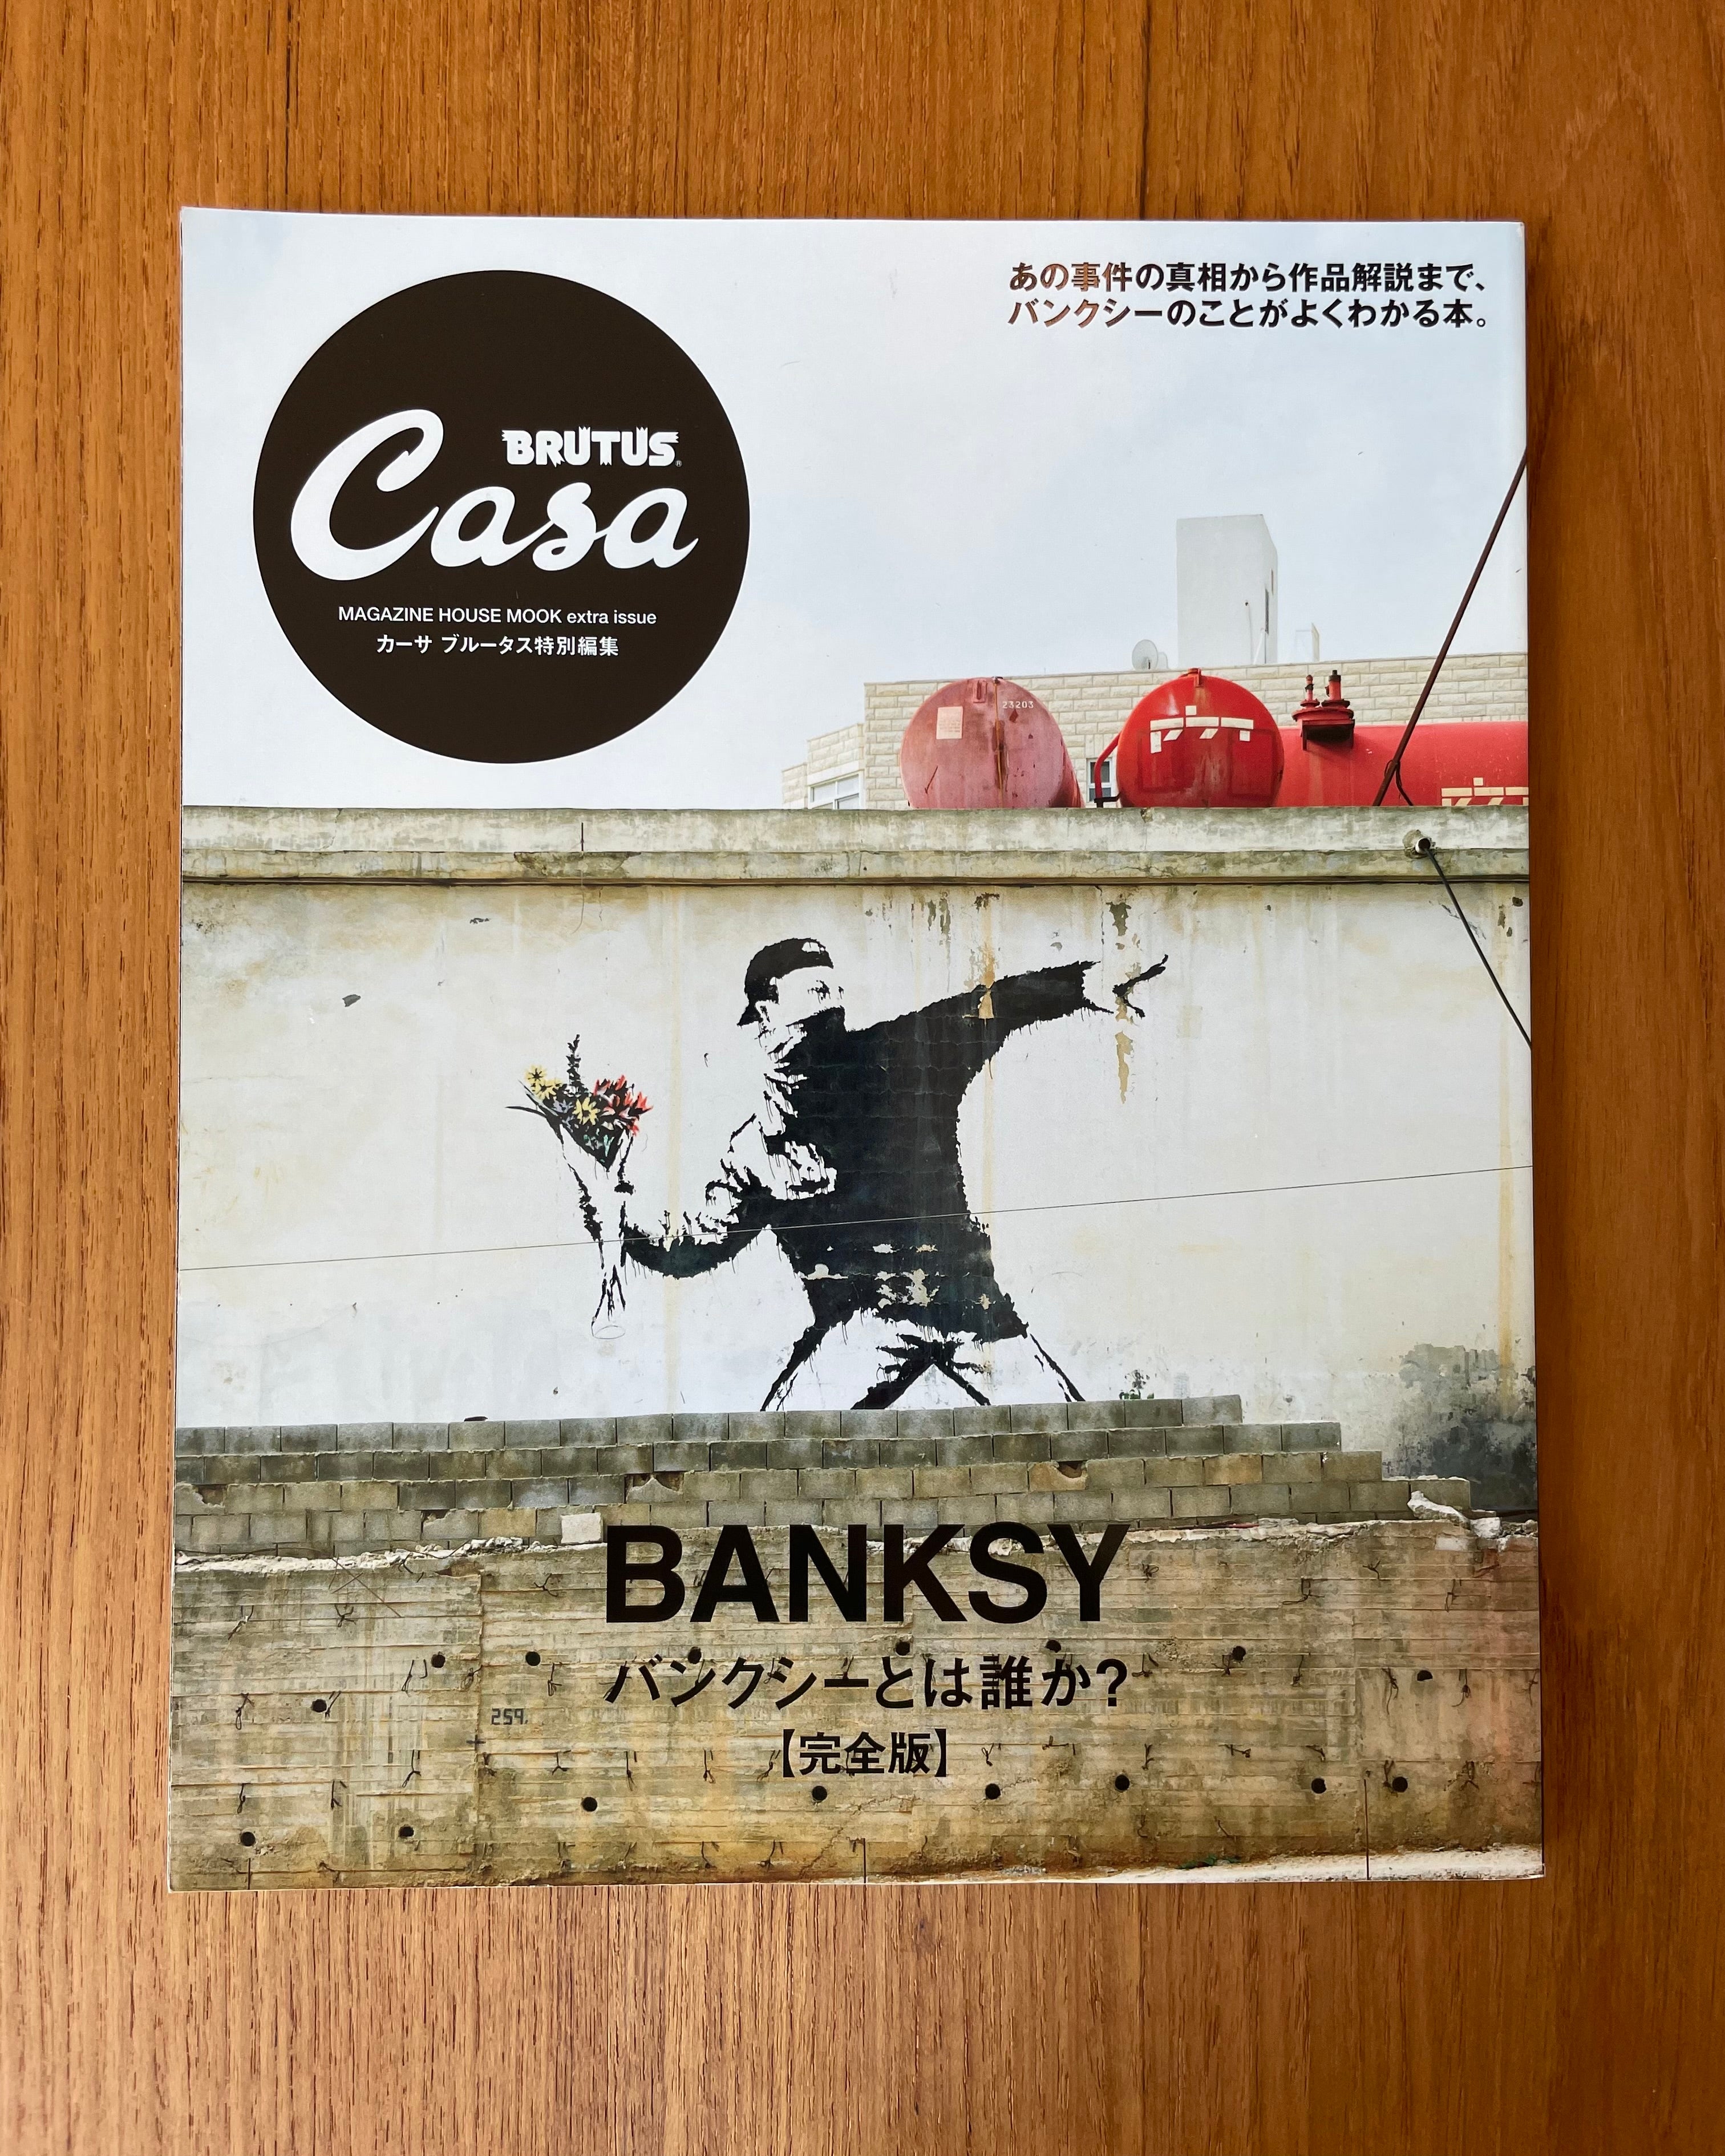 あの事件の真相から作品解説まで、
バンクシーのことがよくわかる本。
BRUTUS®
Casa
MAGAZINE HOUSE MOOK extra issue
カーサ ブルータス特別編集
23203
BANKSY
バンクシーとは誰か?
259
【完全版】